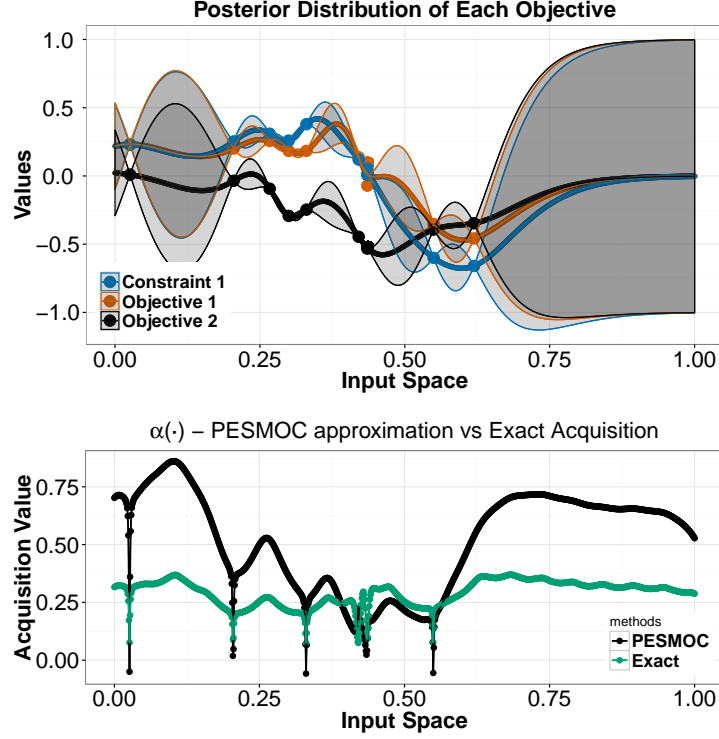 Posterior Distribution of Each Objective
1.0
0.5
0.0
−0.5
−1.0
Values
Constraint 1
Objective 1
Objective 2
0.00 0.25 0.50 0.75 1.00
Input Space
α(·) − PESMOC approximation vs Exact Acquisition
0.75
0.50
0.25
0.00
Acquisition Value
methods
PESMOC
Exact
0.00 0.25 0.50 0.75 1.00
Input Space